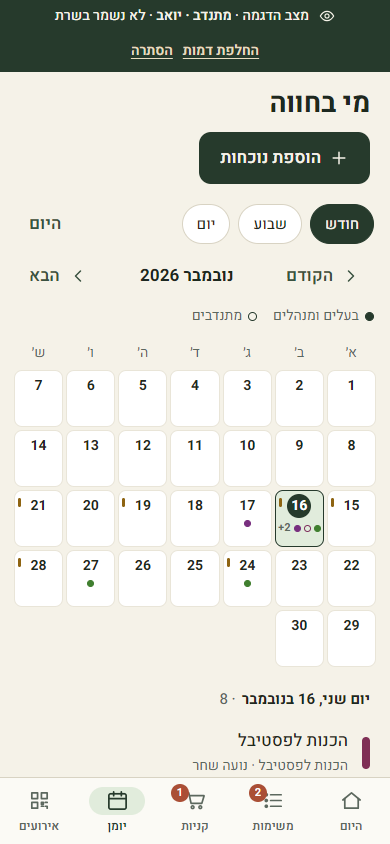 מצב הדגמה · מתנדב · יואב · לא נשמר בשרת
החלפת דמות הסתרה
מי בחווה
+ הוספת נוכחות
חודש שבוע יום היום
הקודם נובמבר 2026 הבא
בעלים ומנהלים מתנדבים
א׳ ב׳ ג׳ ד׳ ה׳ ו׳ ש׳
1 2 3 4 5 6 7
8 9 10 11 12 13 14
15 16 17 18 19 20 21
+2
22 23 24 25 26 27 28
29 30
יום שני, 16 בנובמבר · 8
הכנות לפסטיבל
הכנות לפסטיבל · נועה שחר
2 1
היום משימות קניות יומן אירועים